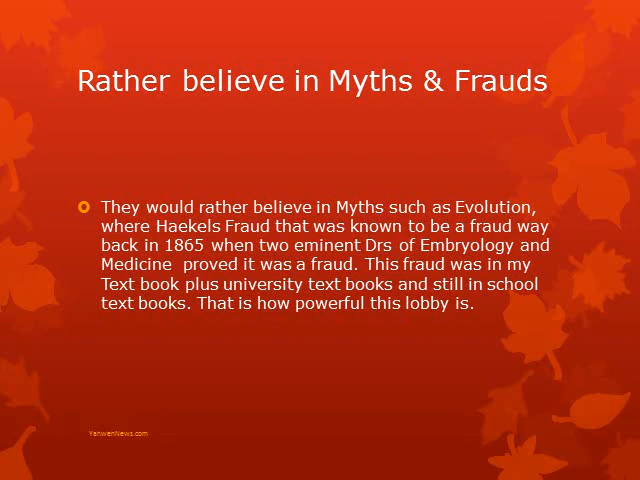 Rather believe in Myths & Frauds
They would rather believe in Myths such as Evolution,
where Haekels Fraud that was known to be a fraud way
back in 1865 when two eminent Drs of Embryology and
Medicine  proved it was a fraud. This fraud was in my
Text book plus university text books and still in school
text books. That is how powerful this lobby is.
YahwehNews.com